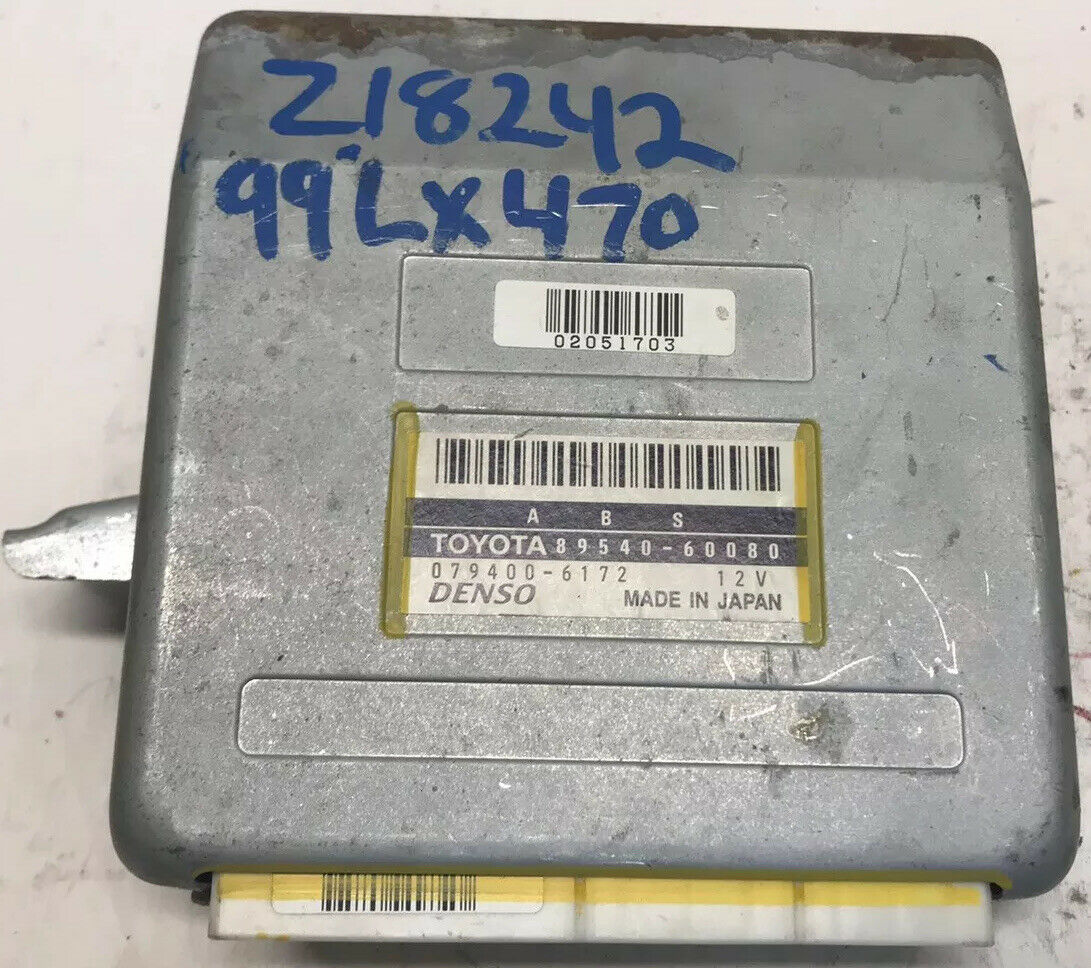 Z18242
99 LX470
02051703
A B S
TOYOTA 89540-60080
079400-6172 12V
DENSO MADE IN JAPAN